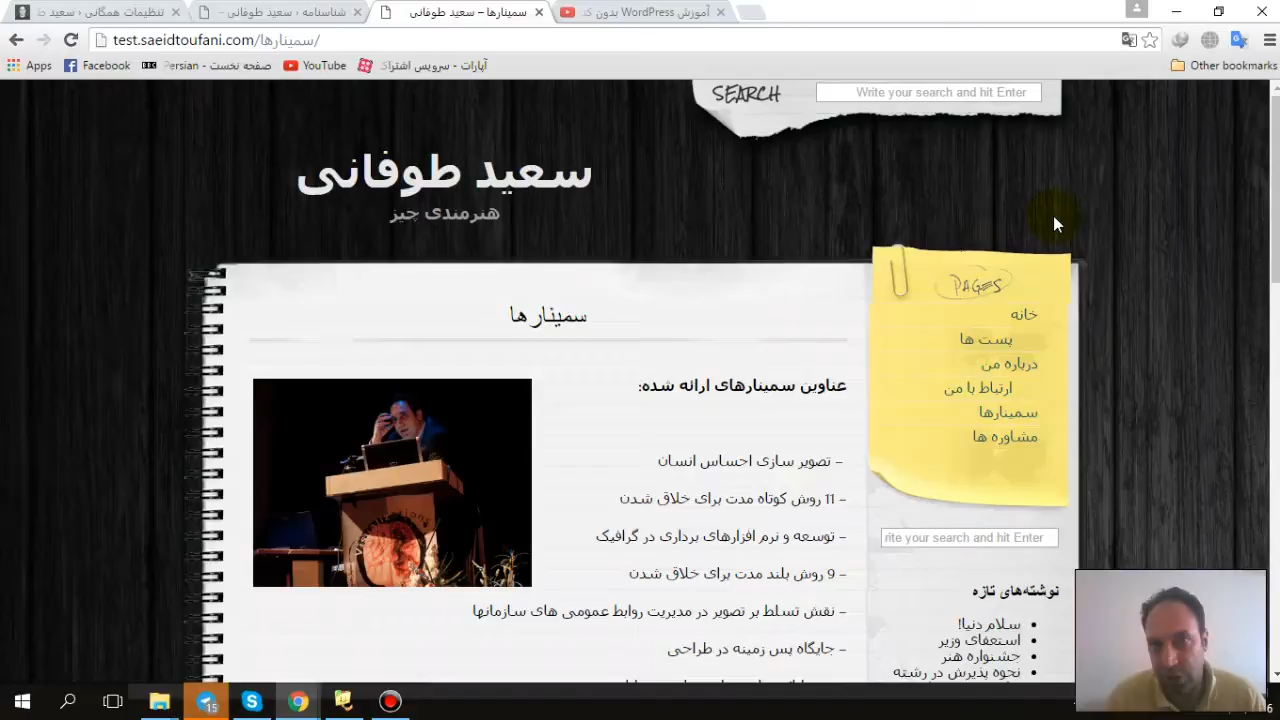 تنظیمات همگانی ‹ سعید ط
شناسنامه ‹ سعید طوفانی –
سمینارها – سعید طوفانی
آموزش WordPress بدون کد
test.saeidtoufani.com/سمینارها/
Apps
Facebook
صفحه نخست - Persian
YouTube
آپارات - سرویس اشتراک
Other bookmarks
SEARCH
Write your search and hit Enter
سعید طوفانی
هنرمندی چیز
PAGES
خانه
پست ها
درباره من
ارتباط با من
سمینارها
مشاوره ها
سمینارها
عناوین سمینارهای ارائه شده:
– تصویر سازی احساس انسان
– 11 روش کوتاه مدت برای خلاق شدن
– توسعه و نرم افزارهای برداری در گرافیک
– 9 روش بلند مدت برای خلاق شدن
– نقش تسلط بر تصویر در مدیریت روابط عمومی های سازمانها
– جایگاه پس زمینه در طراحی
rite your search and hit Enter
نوشته‌های تازه
سلام دنیا!
استعفای وزیر
جشنواره هنر
نحوه پذیرش در رشته
15